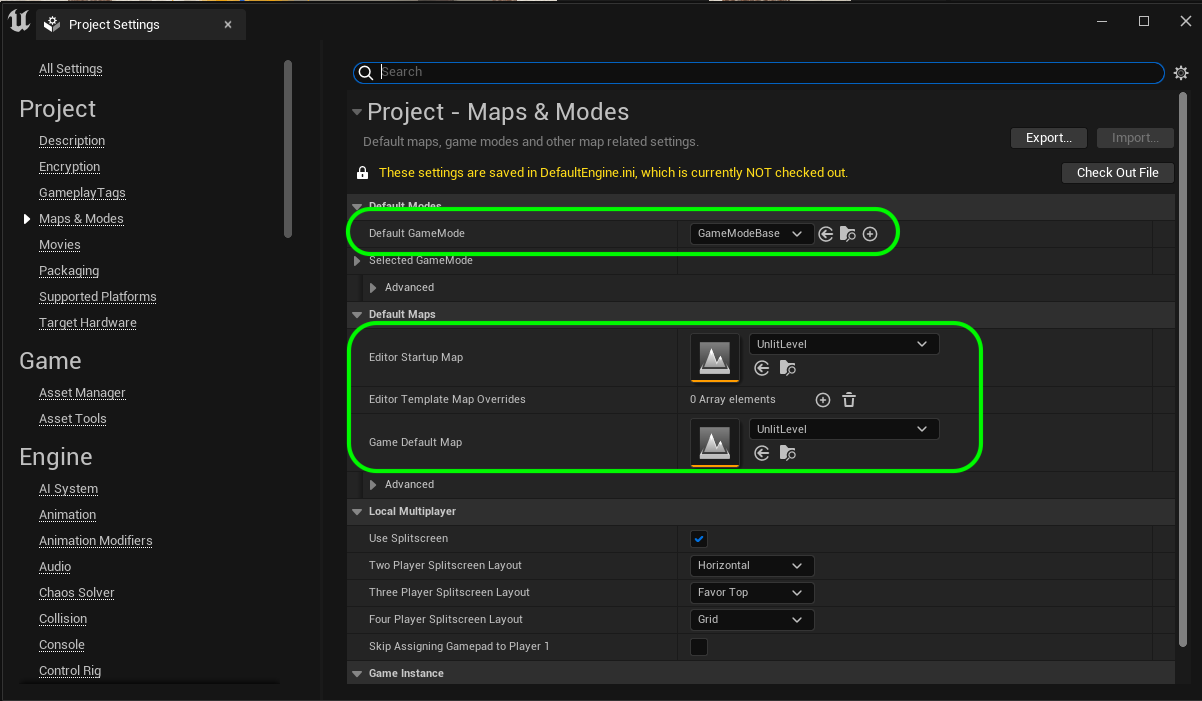 Project Settings
All Settings
Project
Description
Encryption
GameplayTags
Maps & Modes
Movies
Packaging
Supported Platforms
Target Hardware
Game
Asset Manager
Asset Tools
Engine
AI System
Animation
Animation Modifiers
Audio
Chaos Solver
Collision
Console
Control Rig
Search
Project - Maps & Modes
Default maps, game modes and other map related settings.
Export...
Import...
These settings are saved in DefaultEngine.ini, which is currently NOT checked out.
Check Out File
Default Modes
Default GameMode
GameModeBase
Selected GameMode
Advanced
Default Maps
Editor Startup Map
UnlitLevel
Editor Template Map Overrides
0 Array elements
Game Default Map
UnlitLevel
Advanced
Local Multiplayer
Use Splitscreen
Two Player Splitscreen Layout
Horizontal
Three Player Splitscreen Layout
Favor Top
Four Player Splitscreen Layout
Grid
Skip Assigning Gamepad to Player 1
Game Instance